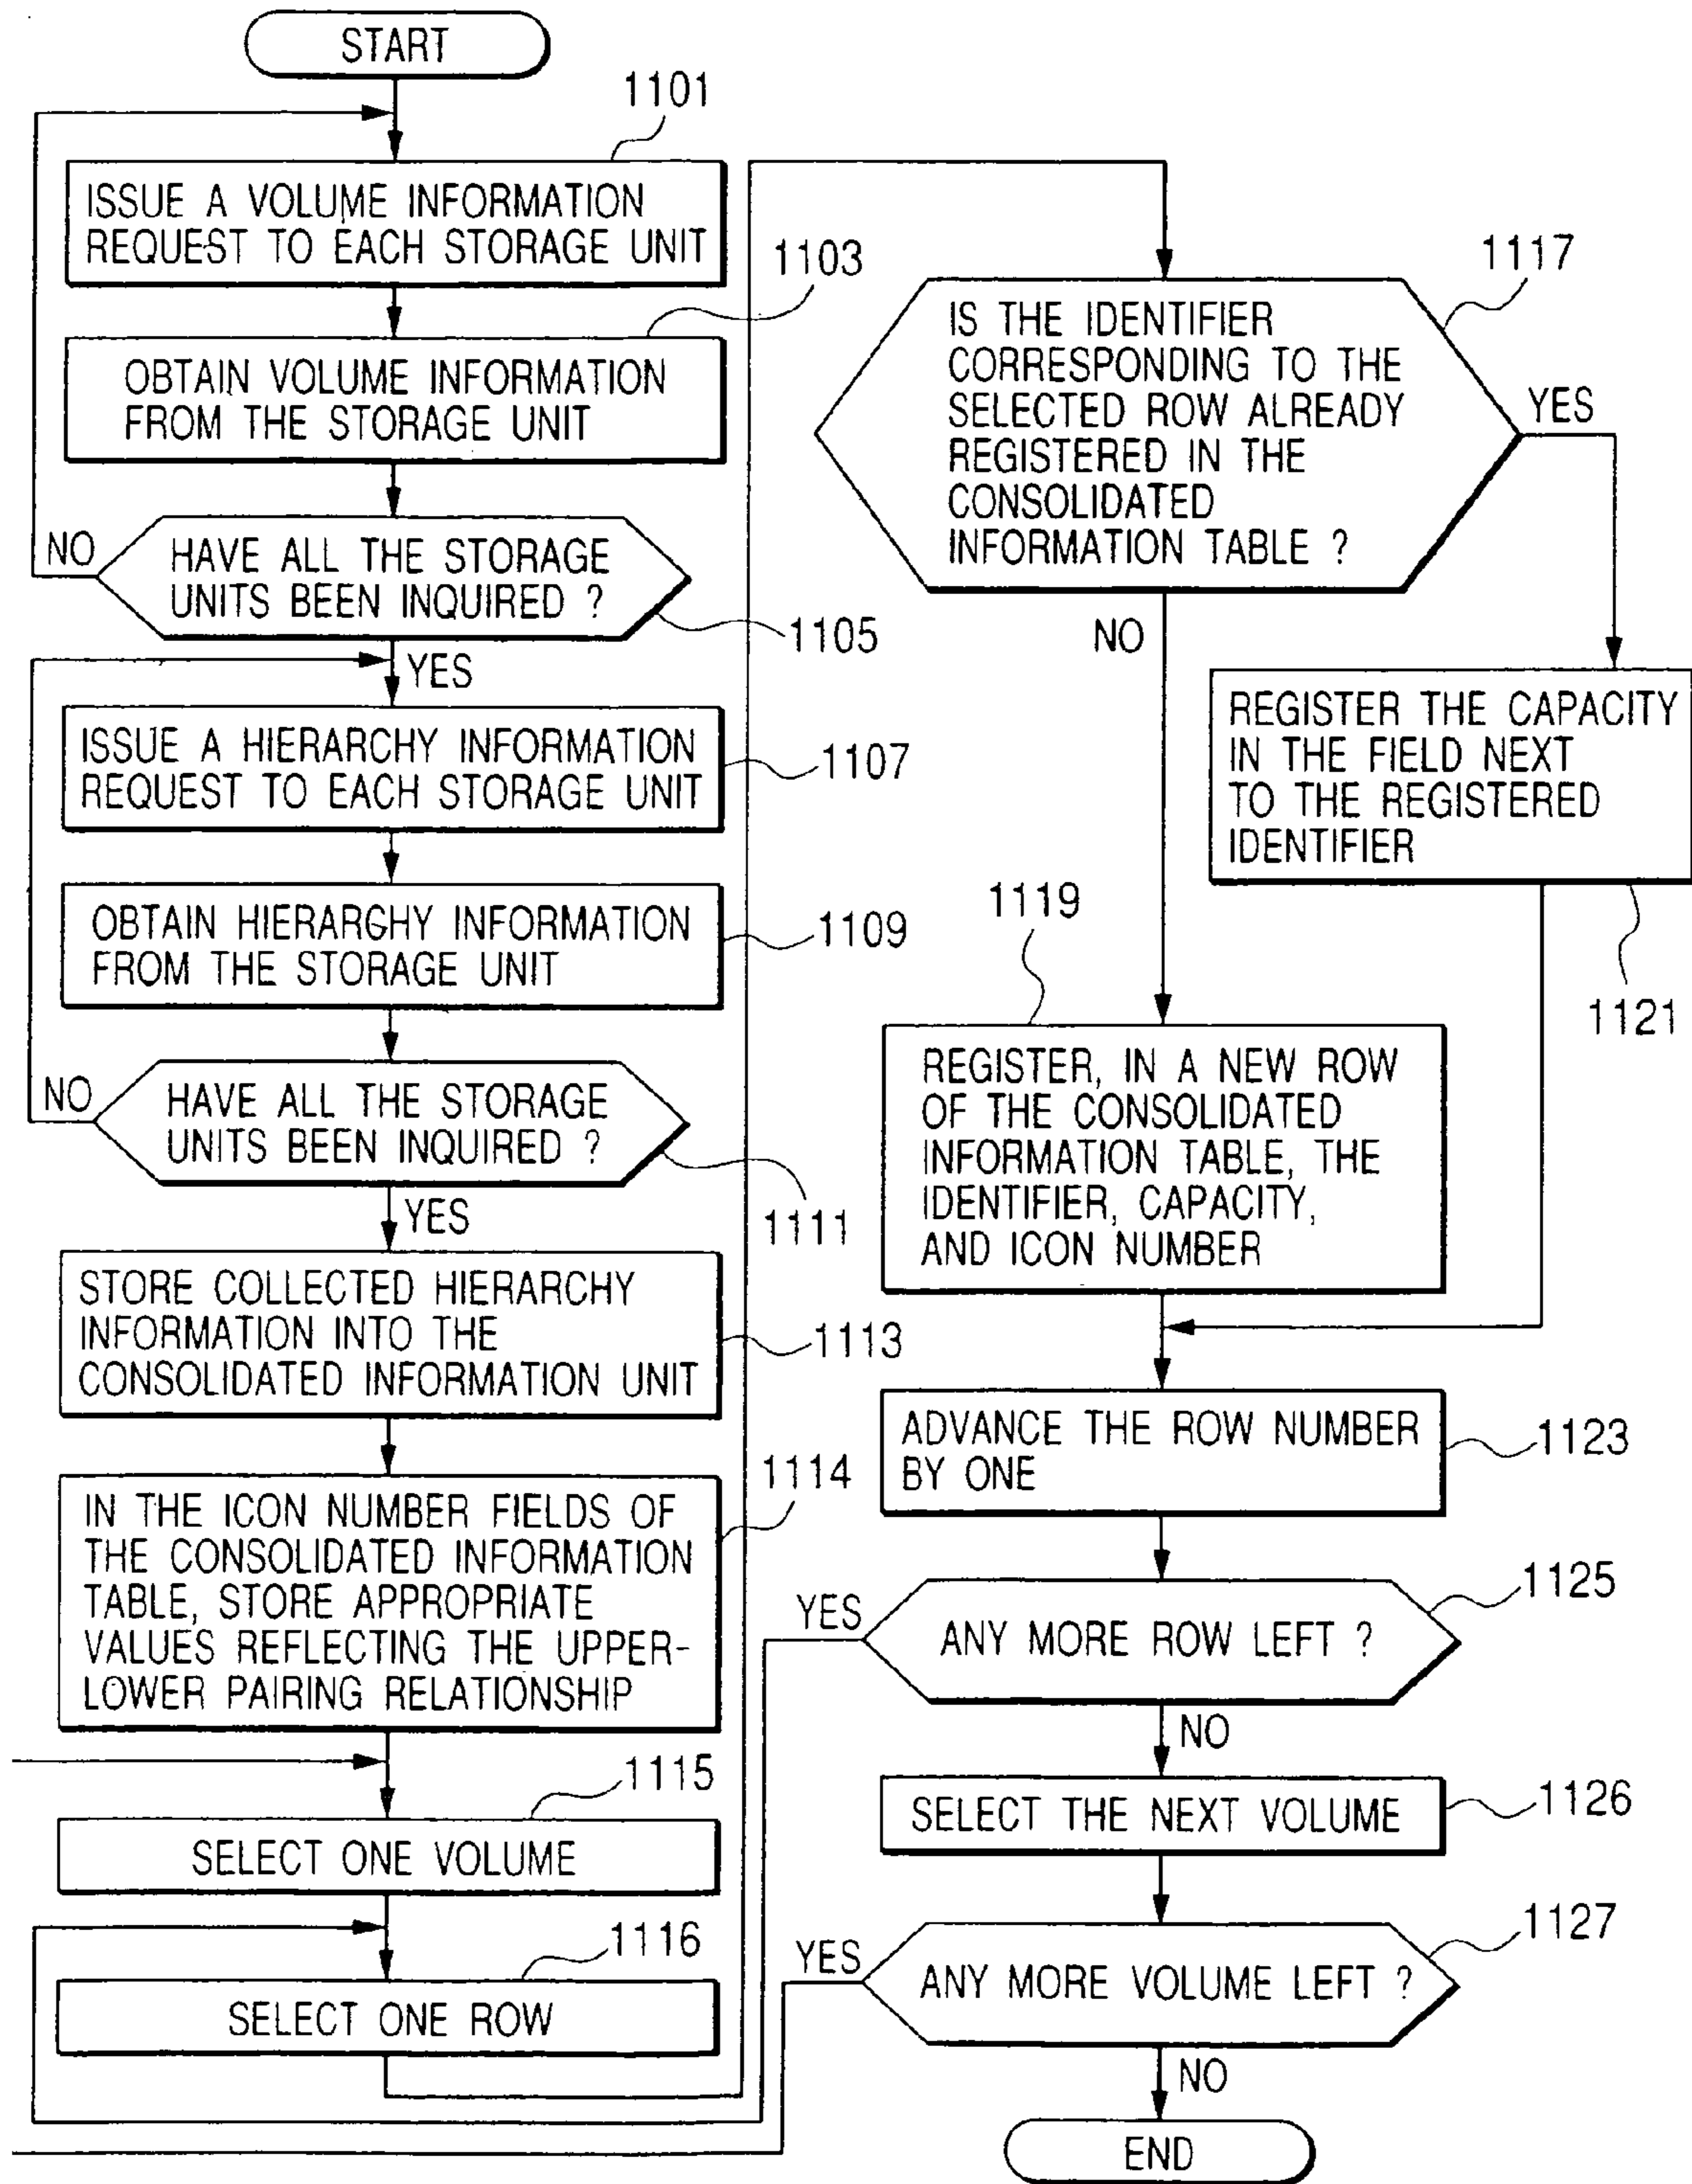 START
1101
ISSUE A VOLUME INFORMATION
REQUEST TO EACH STORAGE UNIT
1103
OBTAIN VOLUME INFORMATION
FROM THE STORAGE UNIT
NO
HAVE ALL THE STORAGE
UNITS BEEN INQUIRED ?
1105
YES
ISSUE A HIERARCHY INFORMATION
REQUEST TO EACH STORAGE UNIT
1107
OBTAIN HIERARCHY INFORMATION
FROM THE STORAGE UNIT
1109
NO
HAVE ALL THE STORAGE
UNITS BEEN INQUIRED ?
1111
YES
STORE COLLECTED HIERARCHY
INFORMATION INTO THE
CONSOLIDATED INFORMATION UNIT
1113
1114
IN THE ICON NUMBER FIELDS OF
THE CONSOLIDATED INFORMATION
TABLE, STORE APPROPRIATE
VALUES REFLECTING THE UPPER-
LOWER PAIRING RELATIONSHIP
1115
SELECT ONE VOLUME
1116
SELECT ONE ROW
1117
IS THE IDENTIFIER
CORRESPONDING TO THE
SELECTED ROW ALREADY
REGISTERED IN THE
CONSOLIDATED
INFORMATION TABLE ?
YES
NO
REGISTER THE CAPACITY
IN THE FIELD NEXT
TO THE REGISTERED
IDENTIFIER
1121
1119
REGISTER, IN A NEW ROW
OF THE CONSOLIDATED
INFORMATION TABLE, THE
IDENTIFIER, CAPACITY,
AND ICON NUMBER
ADVANCE THE ROW NUMBER
BY ONE
1123
1125
YES
ANY MORE ROW LEFT ?
NO
SELECT THE NEXT VOLUME
1126
1127
YES
ANY MORE VOLUME LEFT ?
NO
END